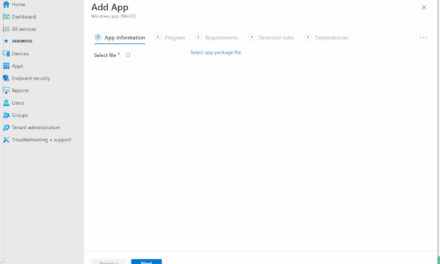 Home
Dashboard
All services
FAVORITES
Devices
Apps
Endpoint security
Reports
Users
Groups
Tenant administration
Troubleshooting + support
Add App
Windows app (Win32)
1 App information 2 Program 3 Requirements 4 Detection rules 5 Dependencies ...
Select file * Select app package file
Previous Next